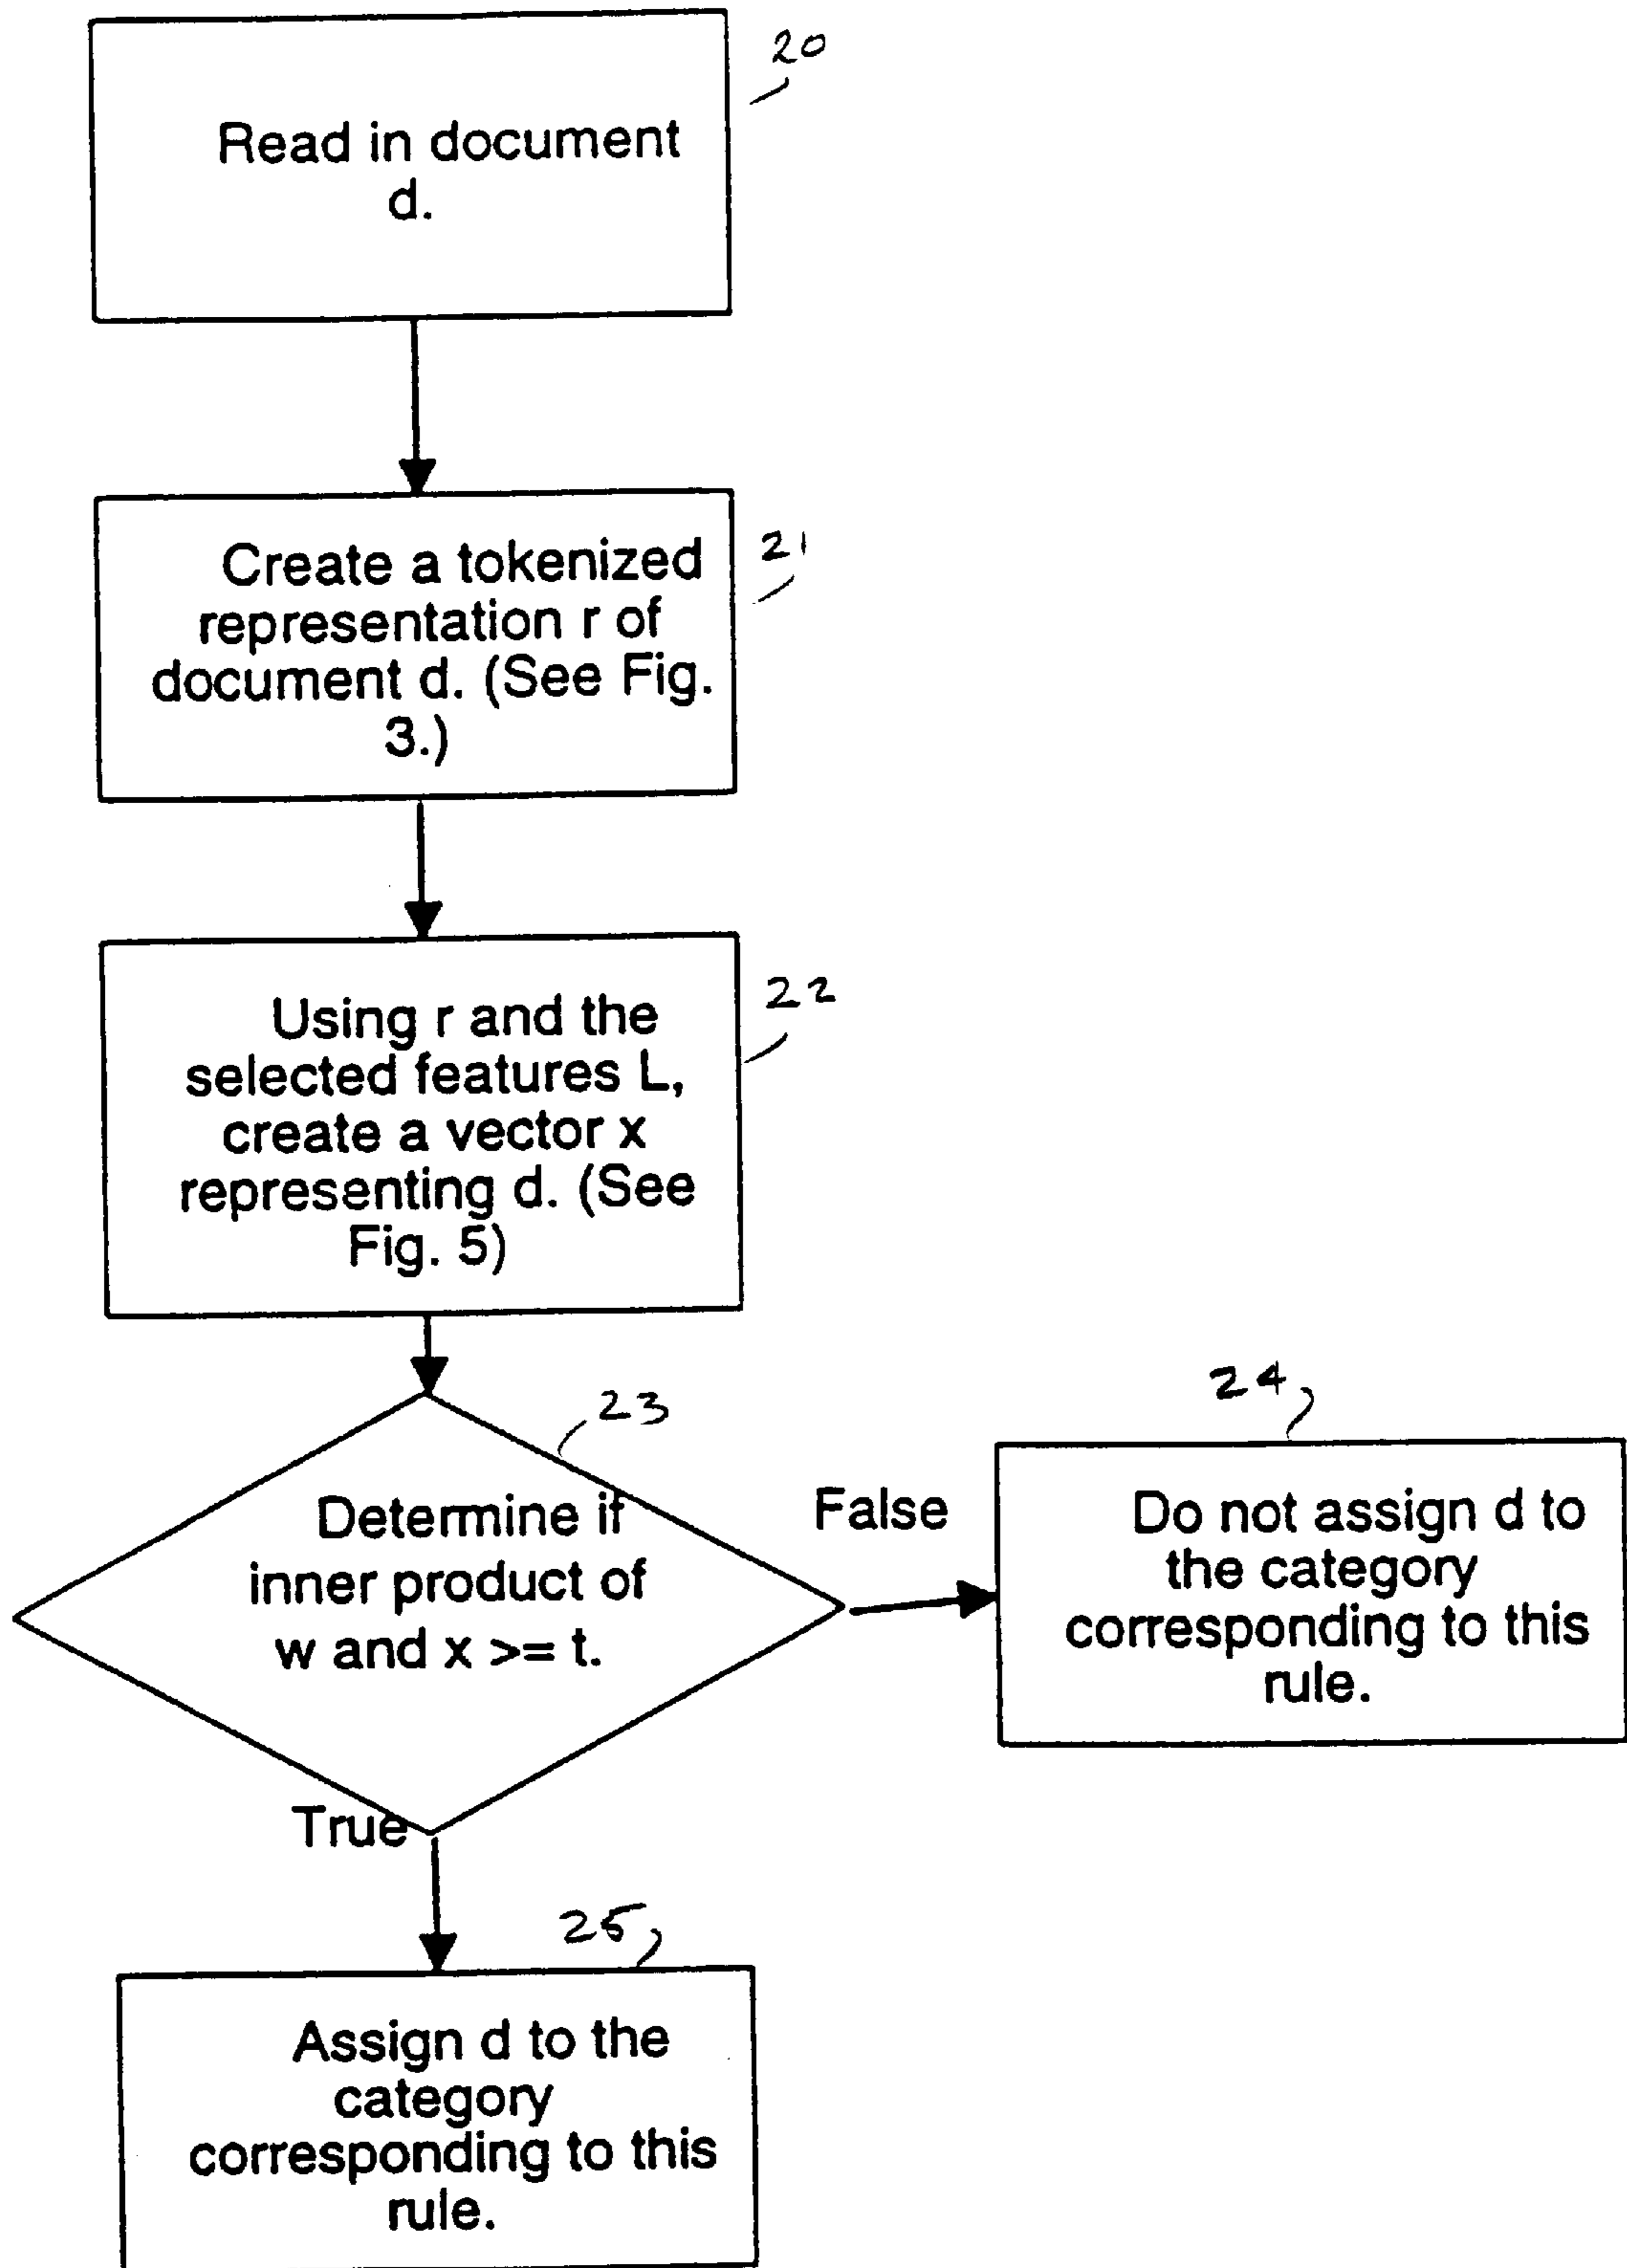 20
Read in document
d.
21
Create a tokenized
representation r of
document d. (See Fig.
3.)
22
Using r and the
selected features L,
create a vector x
representing d. (See
Fig. 5)
23
Determine if
inner product of
w and x >= t.
False
24
Do not assign d to
the category
corresponding to this
rule.
True
25
Assign d to the
category
corresponding to this
rule.